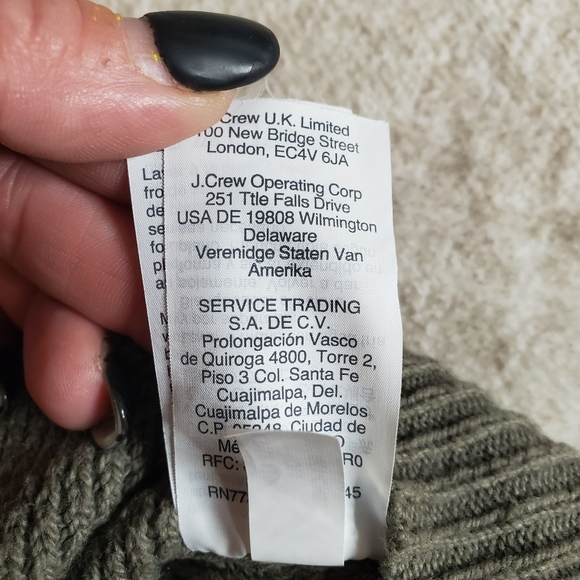 Crew U.K. Limited
100 New Bridge Street
London, EC4V 6JA
J.Crew Operating Corp
251 Ttle Falls Drive
USA DE 19808 Wilmington
Delaware
Verenidge Staten Van
Amerika
SERVICE TRADING
S.A. DE C.V.
Prolongación Vasco
de Quiroga 4800, Torre 2,
Piso 3 Col. Santa Fe
Cuajimalpa, Del.
Cuajimalpa de Morelos
C.P. 05348, Ciudad de
RFC: